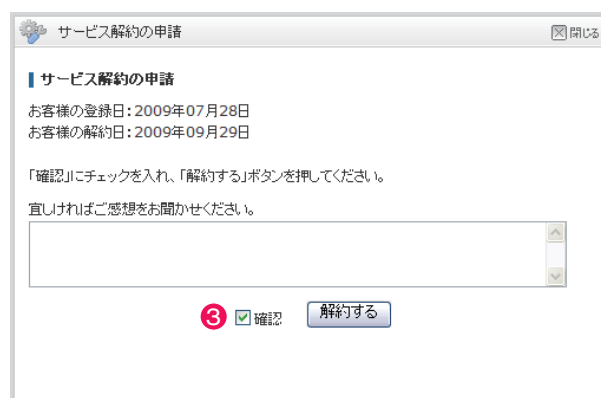 サービス解約の申請
閉じる
サービス解約の申請
お客様の登録日:2009年07月28日
お客様の解約日:2009年09月29日
「確認」にチェックを入れ、「解約する」ボタンを押してください。
宜しければご感想をお聞かせください。
3 確認 解約する